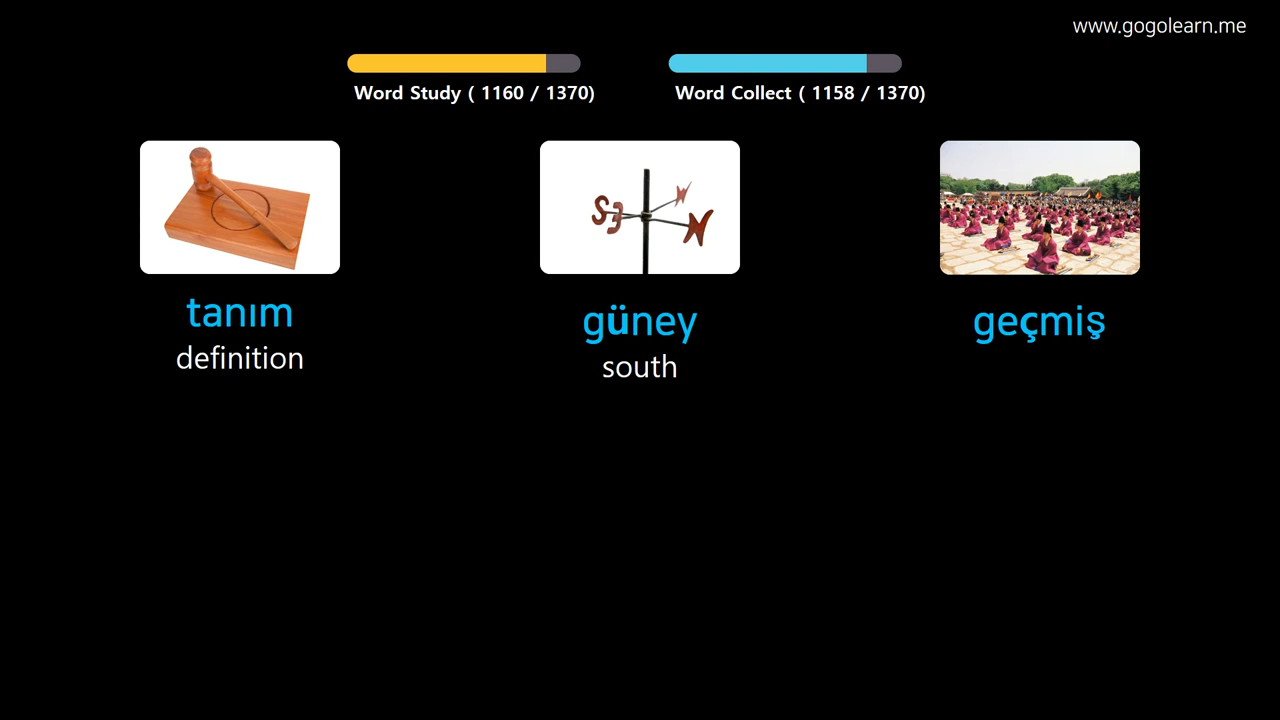 www.gogolearn.me
Word Study ( 1160 / 1370)
Word Collect ( 1158 / 1370)
S E N W
tanım
definition
güney
south
geçmiş